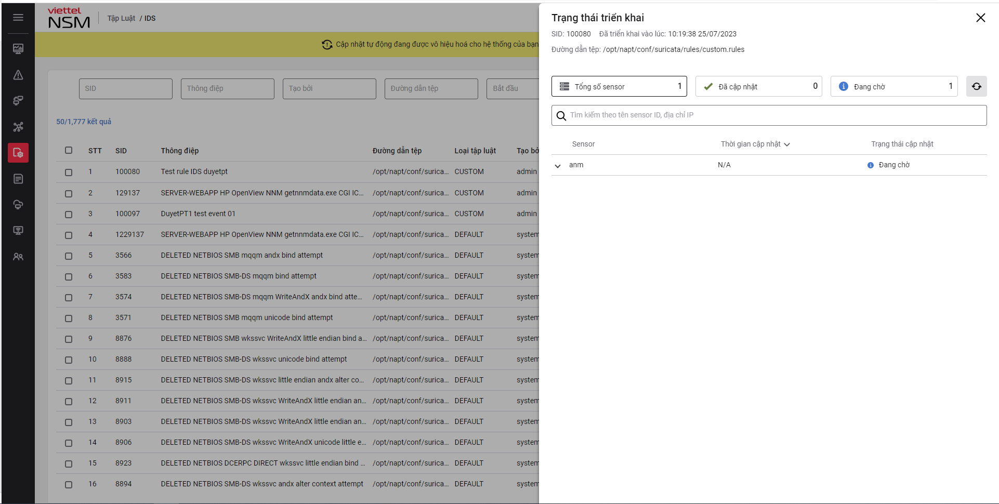 viettel
NSM
Tập Luật / IDS
Cập nhật tự động đang được vô hiệu hoá cho hệ thống của bạn
SID
Thông điệp
Tạo bởi
Đường dẫn tệp
Bắt đầu
50/1,777 kết quả
STT SID Thông điệp Đường dẫn tệp Loại tập luật Tạo bở
1 100080 Test rule IDS duyetpt /opt/napt/conf/surica... CUSTOM admin
2 129137 SERVER-WEBAPP HP OpenView NNM getnnmdata.exe CGI IC... /opt/napt/conf/surica... CUSTOM admin
3 100097 DuyetPT1 test event 01 /opt/napt/conf/surica... CUSTOM admin
4 1229137 SERVER-WEBAPP HP OpenView NNM getnnmdata.exe CGI IC... /opt/napt/conf/surica... DEFAULT system
5 3566 DELETED NETBIOS SMB mqqm andx bind attempt /opt/napt/conf/surica... DEFAULT system
6 3583 DELETED NETBIOS SMB-DS mqqm bind attempt /opt/napt/conf/surica... DEFAULT system
7 3574 DELETED NETBIOS SMB-DS mqqm WriteAndX andx bind atte... /opt/napt/conf/surica... DEFAULT system
8 3571 DELETED NETBIOS SMB mqqm unicode bind attempt /opt/napt/conf/surica... DEFAULT system
9 8876 DELETED NETBIOS SMB wkssvc WriteAndX little endian bind a... /opt/napt/conf/surica... DEFAULT system
10 8888 DELETED NETBIOS SMB-DS wkssvc unicode bind attempt /opt/napt/conf/surica... DEFAULT system
11 8915 DELETED NETBIOS SMB-DS wkssvc little endian andx alter co... /opt/napt/conf/surica... DEFAULT system
12 8911 DELETED NETBIOS SMB-DS wkssvc WriteAndX little endian an... /opt/napt/conf/surica... DEFAULT system
13 8903 DELETED NETBIOS SMB-DS wkssvc WriteAndX little endian an... /opt/napt/conf/surica... DEFAULT system
14 8906 DELETED NETBIOS SMB-DS wkssvc WriteAndX unicode little e... /opt/napt/conf/surica... DEFAULT system
15 8923 DELETED NETBIOS DCERPC DIRECT wkssvc little endian bind ... /opt/napt/conf/surica... DEFAULT system
16 8894 DELETED NETBIOS SMB-DS wkssvc andx alter context attempt /opt/napt/conf/surica... DEFAULT system
Trạng thái triển khai
SID: 100080 Đã triển khai vào lúc: 10:19:38 25/07/2023
Đường dẫn tệp: /opt/napt/conf/suricata/rules/custom.rules
Tổng số sensor 1
Đã cập nhật 0
Đang chờ 1
Tìm kiếm theo tên sensor ID, địa chỉ IP
Sensor Thời gian cập nhật Trạng thái cập nhật
anm N/A Đang chờ